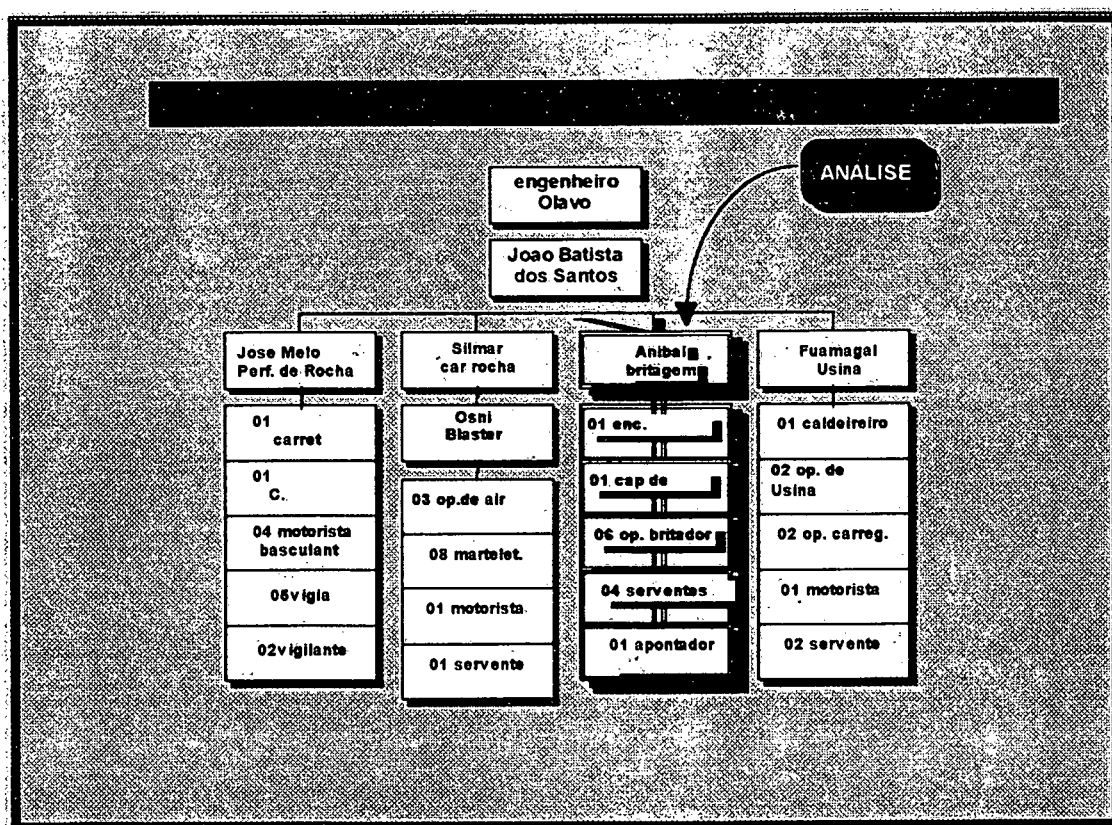 ANALISE
engenheiro
Olavo
Joao Batista
dos Santos
Jose Melo
Perf. de Rocha
01
carret
01
C.
04 motorista
basculant
05vigia
02vigilante
Silmar
car rocha
Osni
Blaster
03 op.de air
08 martelet.
01 motorista
01 servente
Anibal
britagem
01 enc.
01 cap de
06 op. britador
04 serventes
01 apontador
Fuamagal
Usina
01 caldeireiro
02 op. de
Usina
02 op. carreg.
01 motorista
02 servente